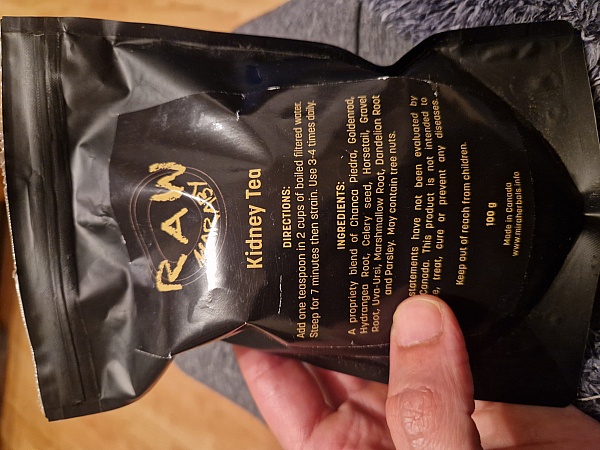 RAW
Kidney Tea
DIRECTIONS:
Add one teaspoon in 2 cups of boiled filtered water.
Steep for 7 minutes then strain. Use 3-4 times daily.
INGREDIENTS:
A propriety blend of Chanca Piedra, Goldenrod,
Hydrangea Root, Celery seed, Horsetail, Gravel
Root, Uva-Ursi, Marshmallow Root, Dandelion Root
and Parsley. May contain tree nuts.
statements have not been evaluated by
Canada. This product is not intended to
treat, cure or prevent any diseases.
Keep out of reach from children.
100 g
Made in Canada